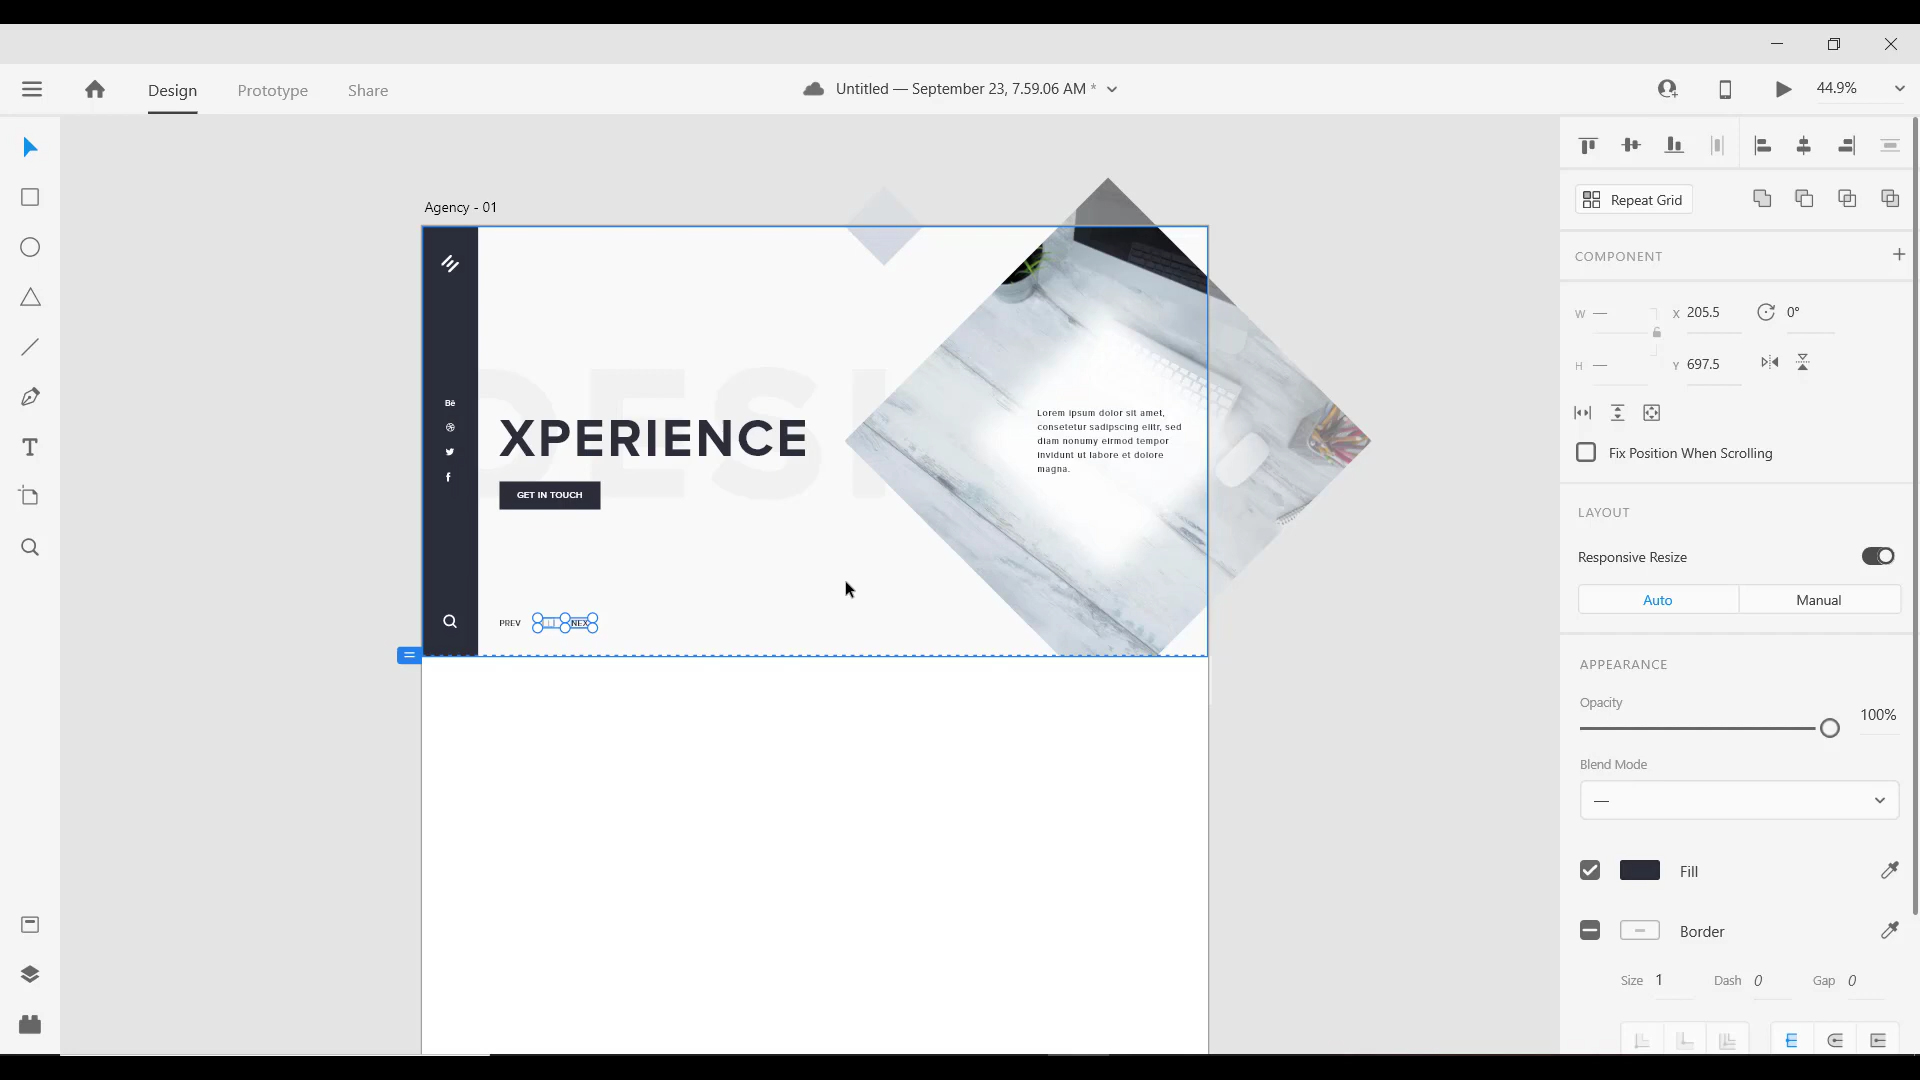 Design
Prototype
Share
Untitled — September 23, 7.59.06 AM *
44.9%
Agency - 01
Repeat Grid
COMPONENT
W —
X 205.5
0°
H —
Y 697.5
Fix Position When Scrolling
LAYOUT
Responsive Resize
Auto
Manual
APPEARANCE
Opacity
100%
Blend Mode
—
Fill
Border
Size 1
Dash 0
Gap 0
Bē
DESI
XPERIENCE
GET IN TOUCH
Lorem ipsum dolor sit amet,
consetetur sadipscing elitr, sed
diam nonumy eirmod tempor
invidunt ut labore et dolore
magna.
PREV
NEX